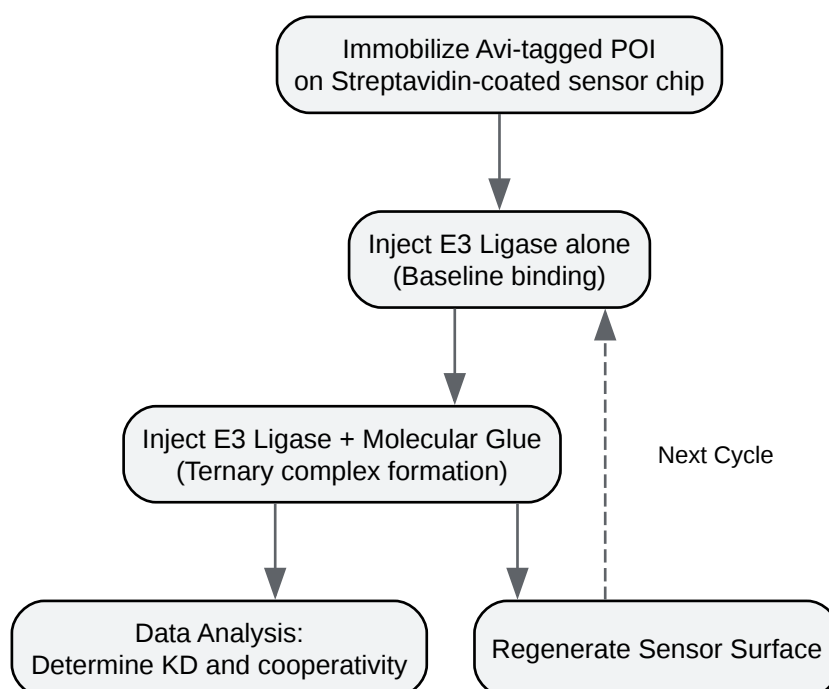 Immobilize Avi-tagged POI
on Streptavidin-coated sensor chip
Inject E3 Ligase alone
(Baseline binding)
Inject E3 Ligase + Molecular Glue
(Ternary complex formation)
Next Cycle
Data Analysis:
Determine KD and cooperativity
Regenerate Sensor Surface